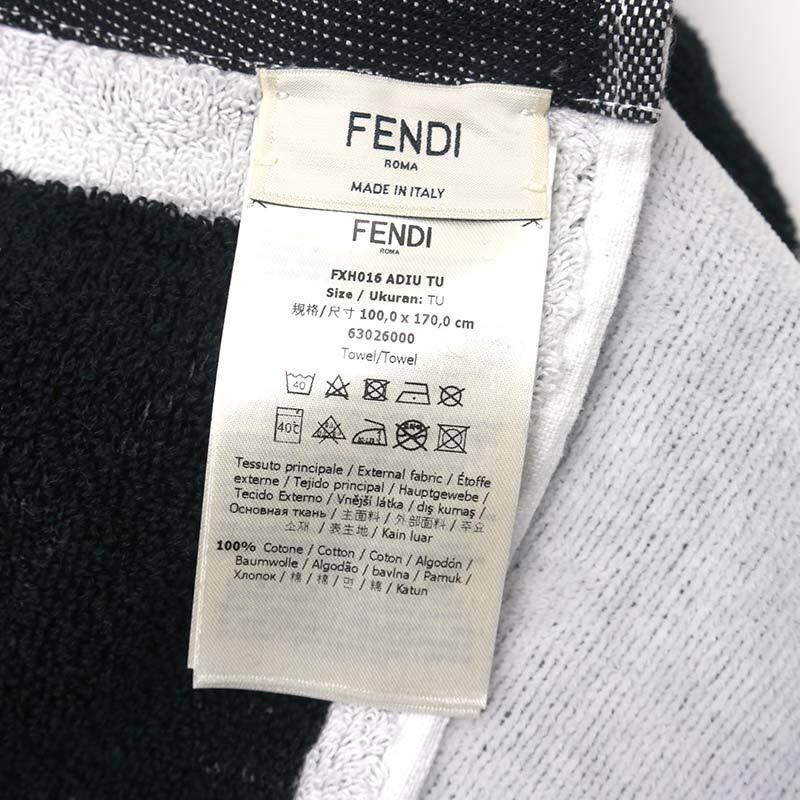 FENDI
ROMA
MADE IN ITALY
FENDI
ROMA
FXH016 ADIU TU
Size / Ukuran: TU
规格/尺寸 100,0 x 170,0 cm
63026000
Towel/Towel
40
40℃
Tessuto principale / External fabric / Étoffe
externe / Tejido principal / Hauptgewebe /
Tecido Externo / Vnější látka / dış kumaş /
Основная ткань / 主面料 / 外部面料 / 주요
소재 / 表生地 / Kain luar
100% Cotone / Cotton / Coton / Algodón /
Baumwolle / Algodão / bavlna / Pamuk /
Хлопок / 棉 / 棉 / 면 / 綿 / Katun